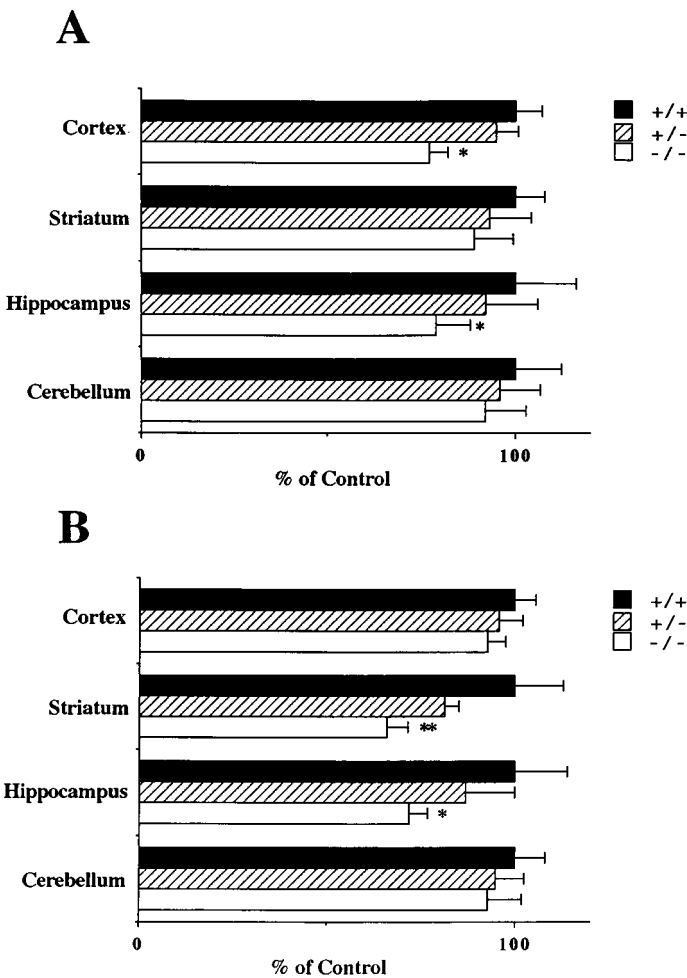 A
Cortex
+/+
+/-
-/-
*
Striatum
Hippocampus
*
Cerebellum
0
100
% of Control
B
Cortex
+/+
+/-
-/-
Striatum
**
Hippocampus
*
Cerebellum
0
100
% of Control